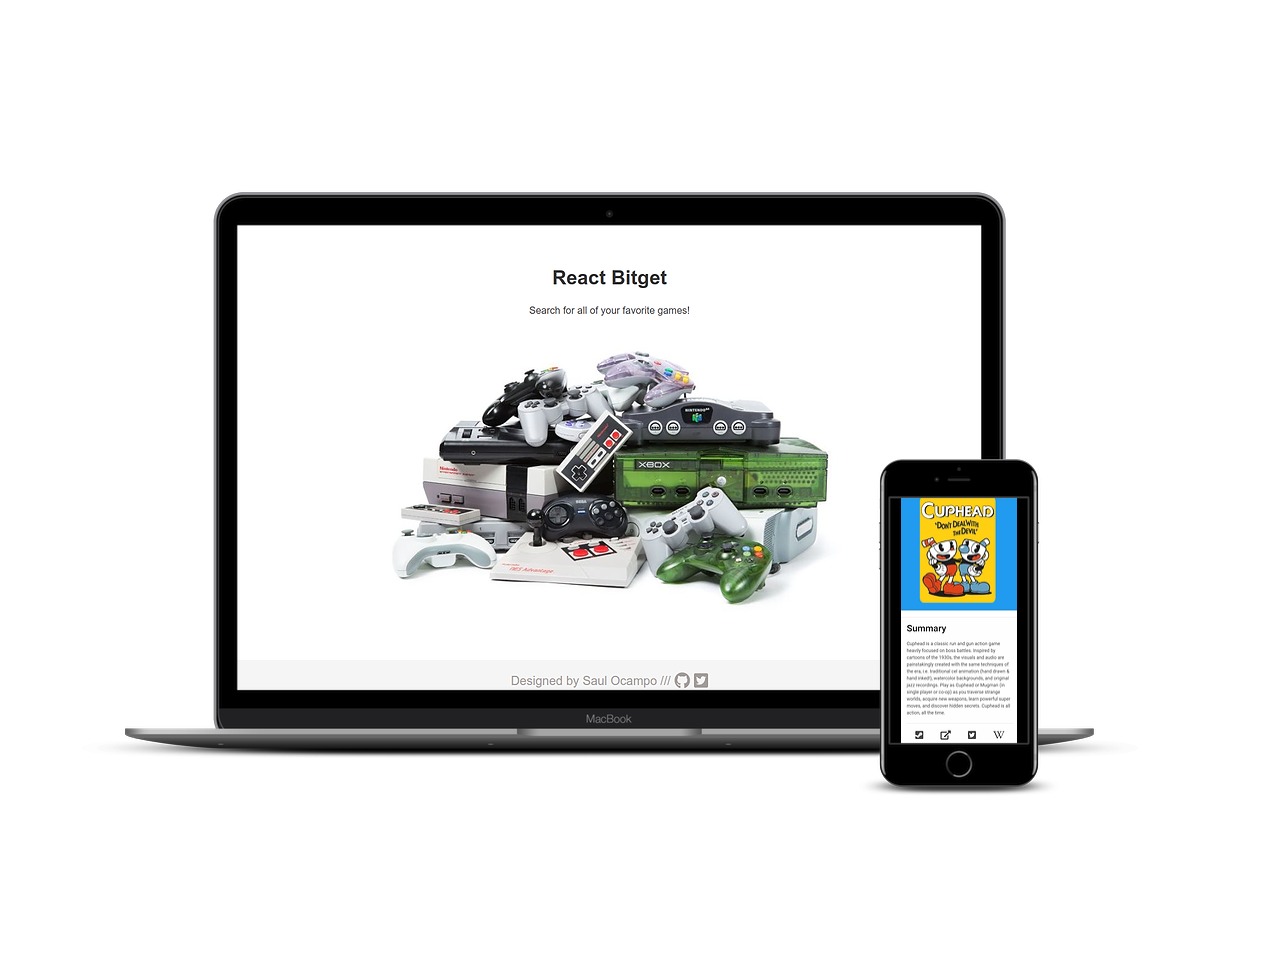 React Bitget
Search for all of your favorite games!
NINTENDO 64
XBOX
Nintendo
SEGA
NES Advantage
Designed by Saul Ocampo ///
MacBook
CUPHEAD
"DON'T DEAL WITH
THE DEVIL"
Summary
Cuphead is a classic run and gun action game
heavily focused on boss battles. Inspired by
cartoons of the 1930s, the visuals and audio are
painstakingly created with the same techniques of
the era, i.e. traditional cel animation (hand drawn &
hand inked!), watercolor backgrounds, and original
jazz recordings. Play as Cuphead or Mugman (in
single player or co-op) as you traverse strange
worlds, acquire new weapons, learn powerful super
moves, and discover hidden secrets. Cuphead is all
action, all the time.
W